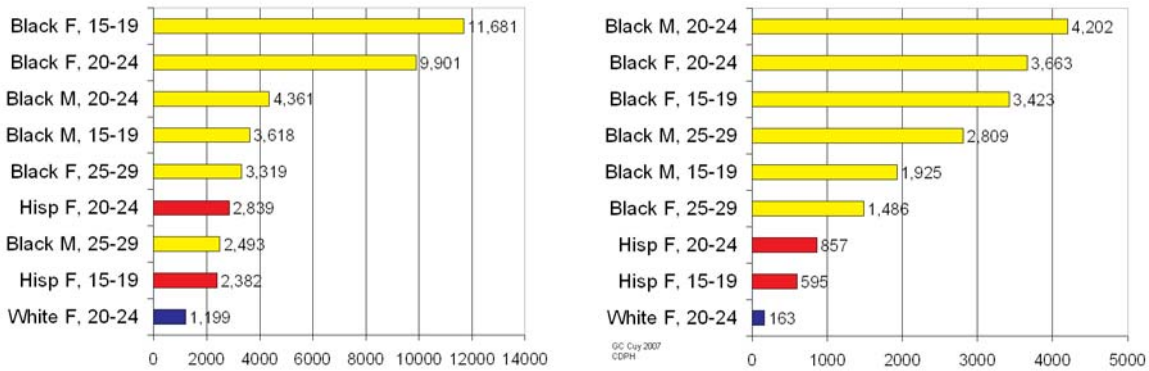 Black F, 15-19 11,681
Black F, 20-24 9,901
Black M, 20-24 4,361
Black M, 15-19 3,618
Black F, 25-29 3,319
Hisp F, 20-24 2,839
Black M, 25-29 2,493
Hisp F, 15-19 2,382
White F, 20-24 1,199
0 2000 4000 6000 8000 10000 12000 14000
Black M, 20-24 4,202
Black F, 20-24 3,663
Black F, 15-19 3,423
Black M, 25-29 2,809
Black M, 15-19 1,925
Black F, 25-29 1,486
Hisp F, 20-24 857
Hisp F, 15-19 595
White F, 20-24 163
0 1000 2000 3000 4000 5000
GC Cuy 2007
CDPH